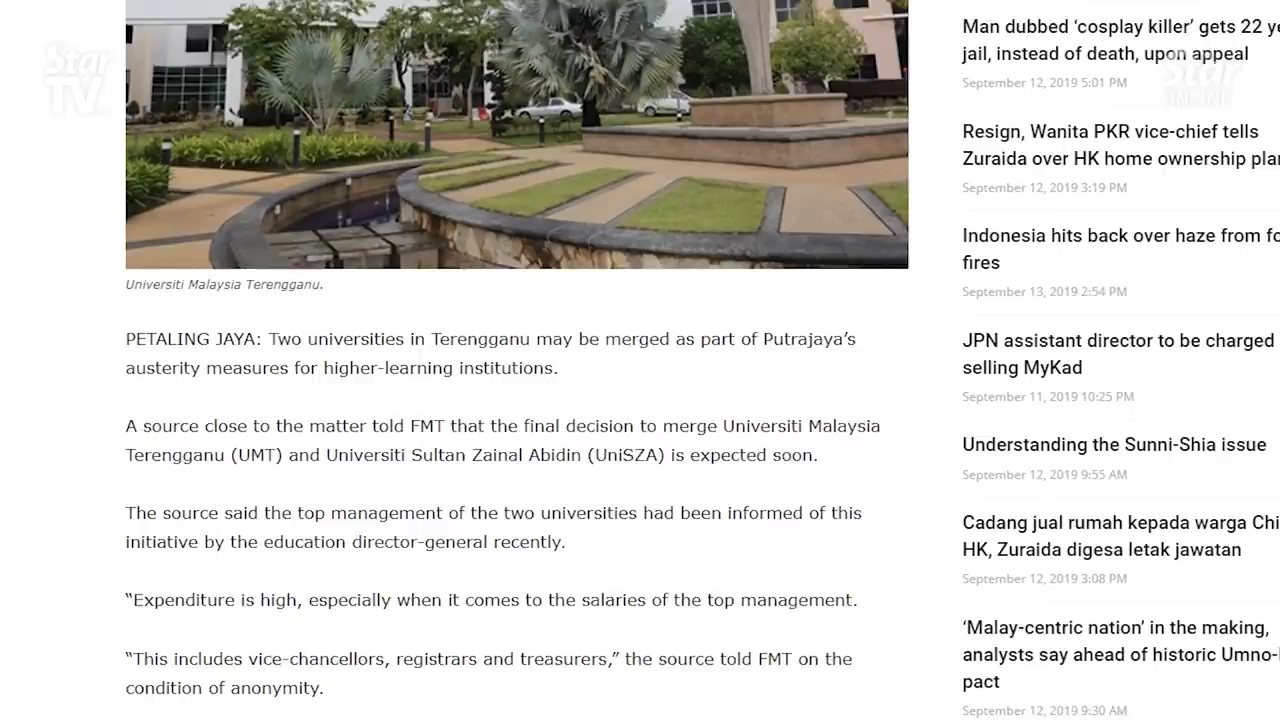 Star
TV.
Star
ONLINE
Universiti Malaysia Terengganu.
PETALING JAYA: Two universities in Terengganu may be merged as part of Putrajaya’s
austerity measures for higher-learning institutions.
A source close to the matter told FMT that the final decision to merge Universiti Malaysia
Terengganu (UMT) and Universiti Sultan Zainal Abidin (UniSZA) is expected soon.
The source said the top management of the two universities had been informed of this
initiative by the education director-general recently.
“Expenditure is high, especially when it comes to the salaries of the top management.
“This includes vice-chancellors, registrars and treasurers,” the source told FMT on the
condition of anonymity.
Man dubbed ‘cosplay killer’ gets 22 ye
jail, instead of death, upon appeal
September 12, 2019 5:01 PM
Resign, Wanita PKR vice-chief tells
Zuraida over HK home ownership plan
September 12, 2019 3:19 PM
Indonesia hits back over haze from fo
fires
September 13, 2019 2:54 PM
JPN assistant director to be charged
selling MyKad
September 11, 2019 10:25 PM
Understanding the Sunni-Shia issue
September 12, 2019 9:55 AM
Cadang jual rumah kepada warga Chi
HK, Zuraida digesa letak jawatan
September 12, 2019 3:08 PM
‘Malay-centric nation’ in the making,
analysts say ahead of historic Umno-
pact
September 12, 2019 9:30 AM